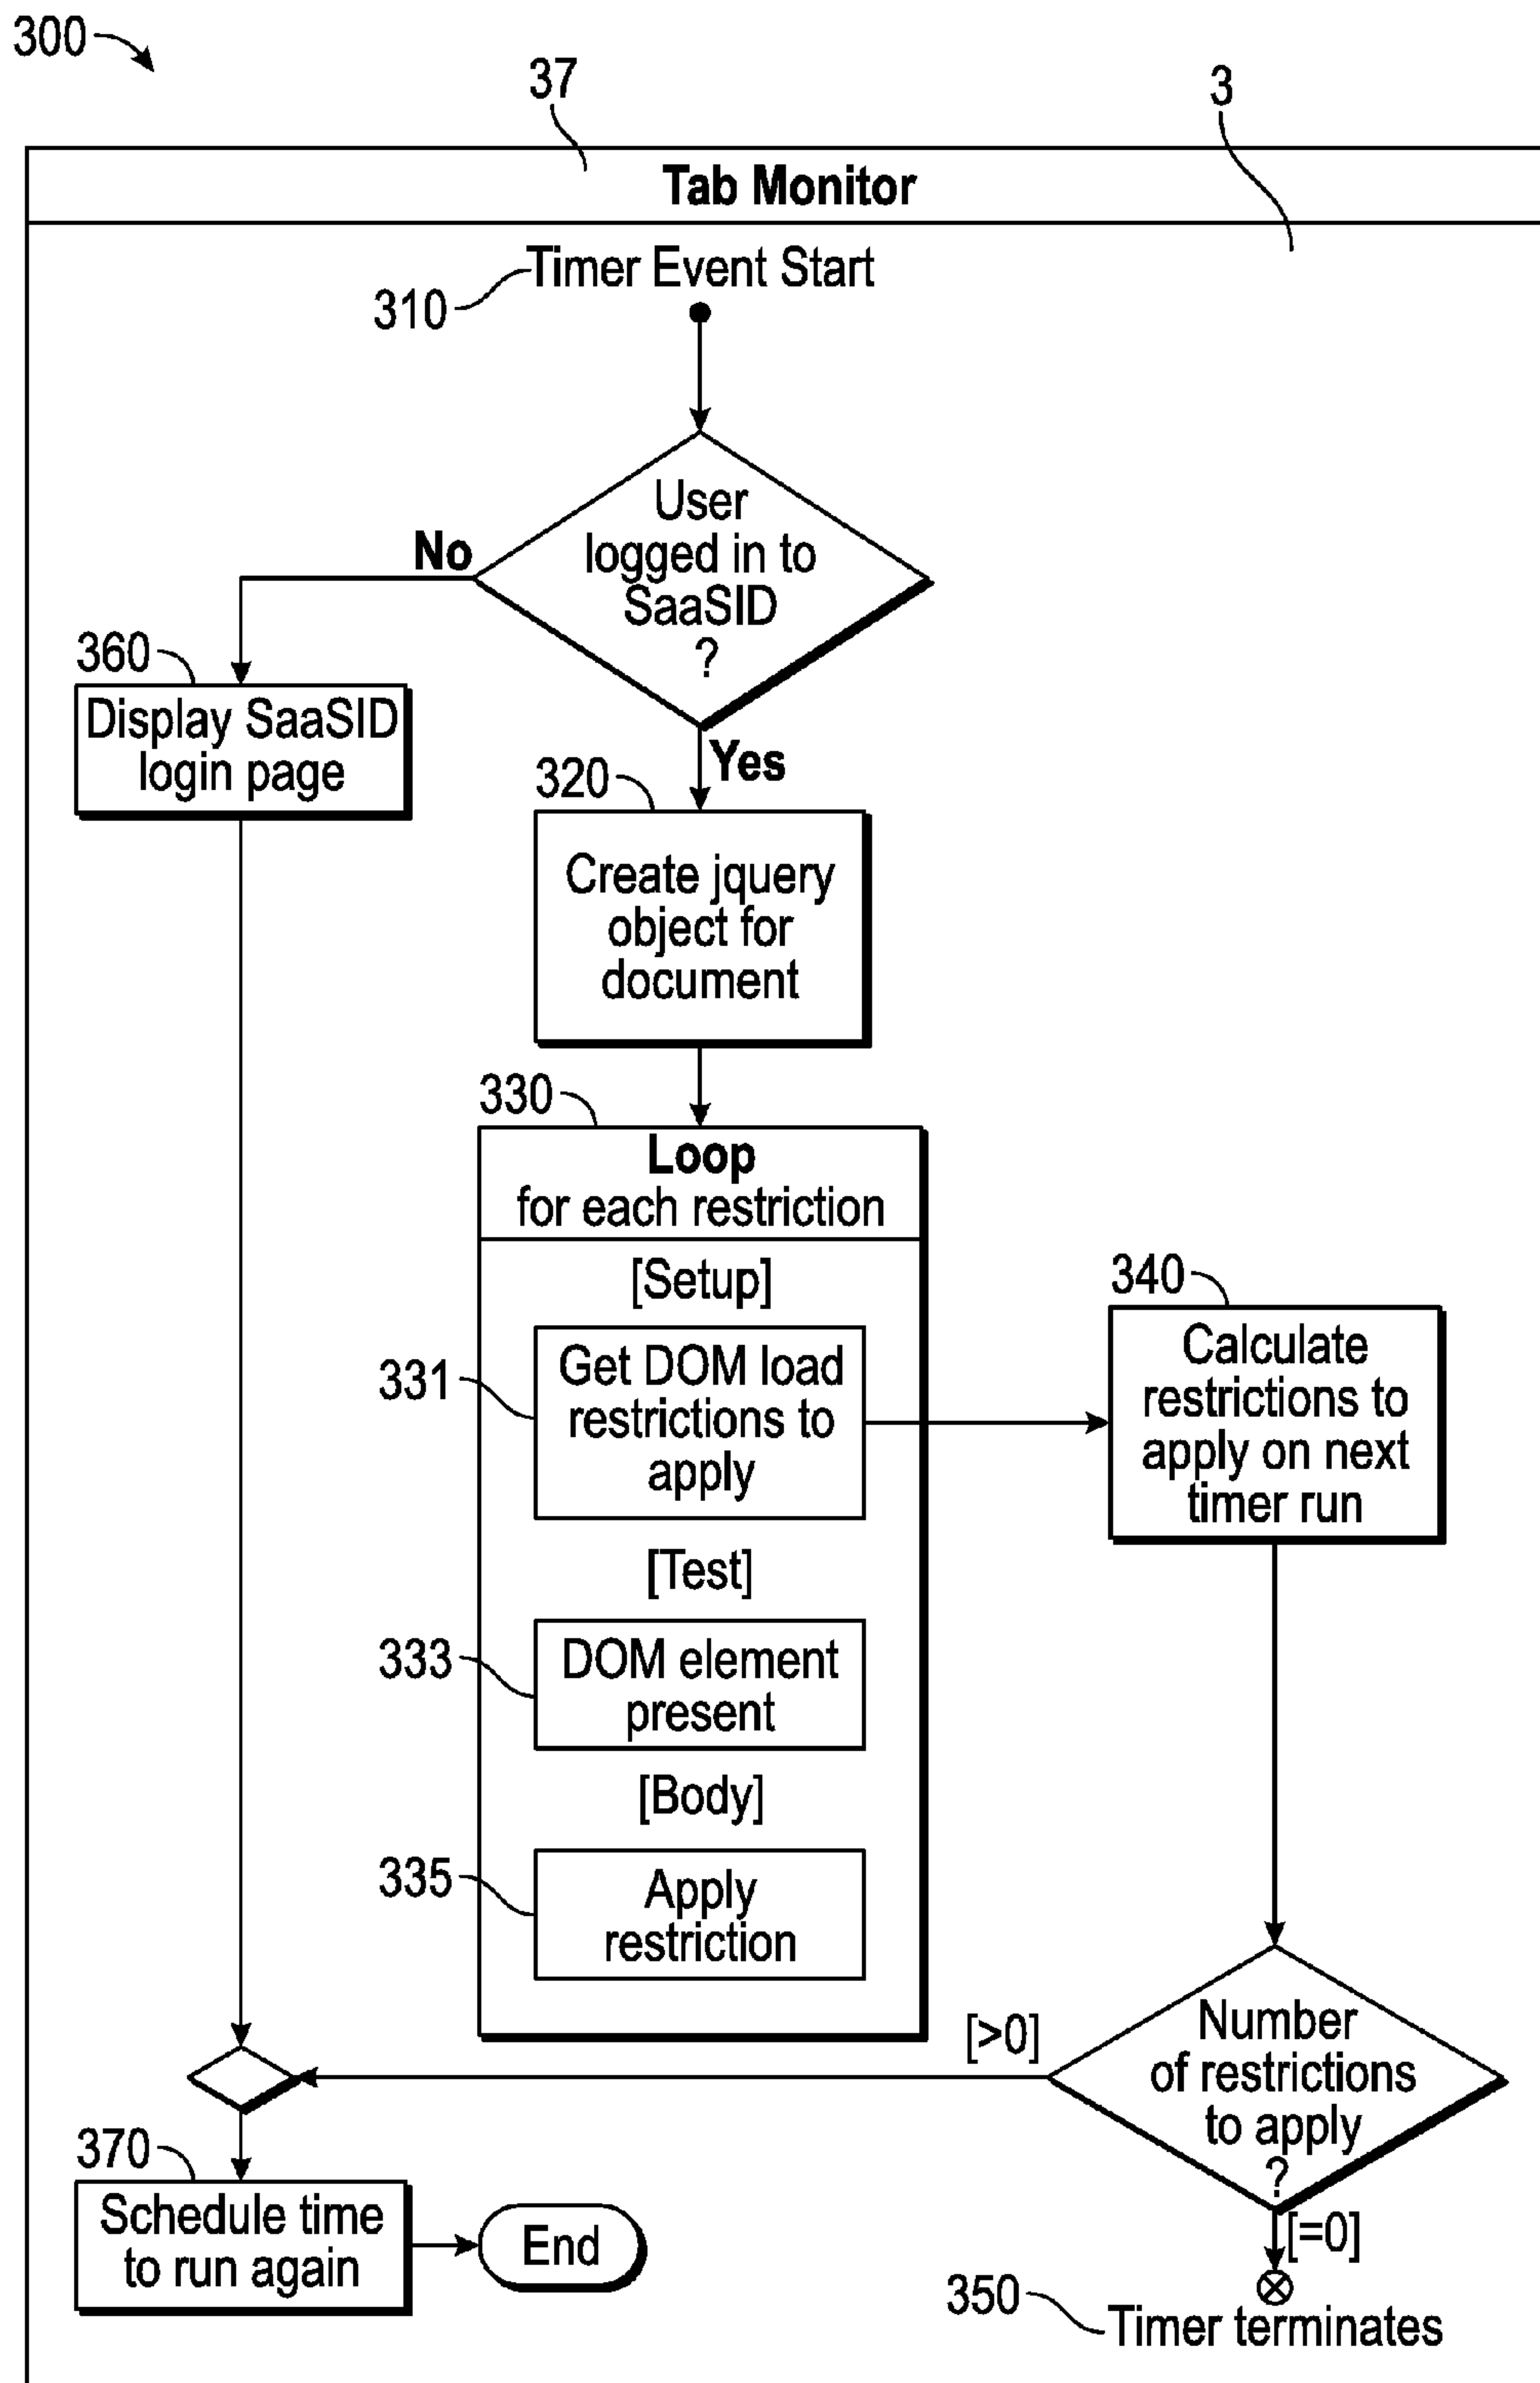 300
37
3
Tab Monitor
Timer Event Start
310
User
logged in to
SaaSID
?
No
Yes
360
Display SaaSID
login page
320
Create jquery
object for
document
330
Loop
for each restriction
[Setup]
331
Get DOM load
restrictions to
apply
340
Calculate
restrictions to
apply on next
timer run
[Test]
333
DOM element
present
[Body]
335
Apply
restriction
[>0]
Number
of restrictions
to apply
?
[=0]
370
Schedule time
to run again
End
350
Timer terminates